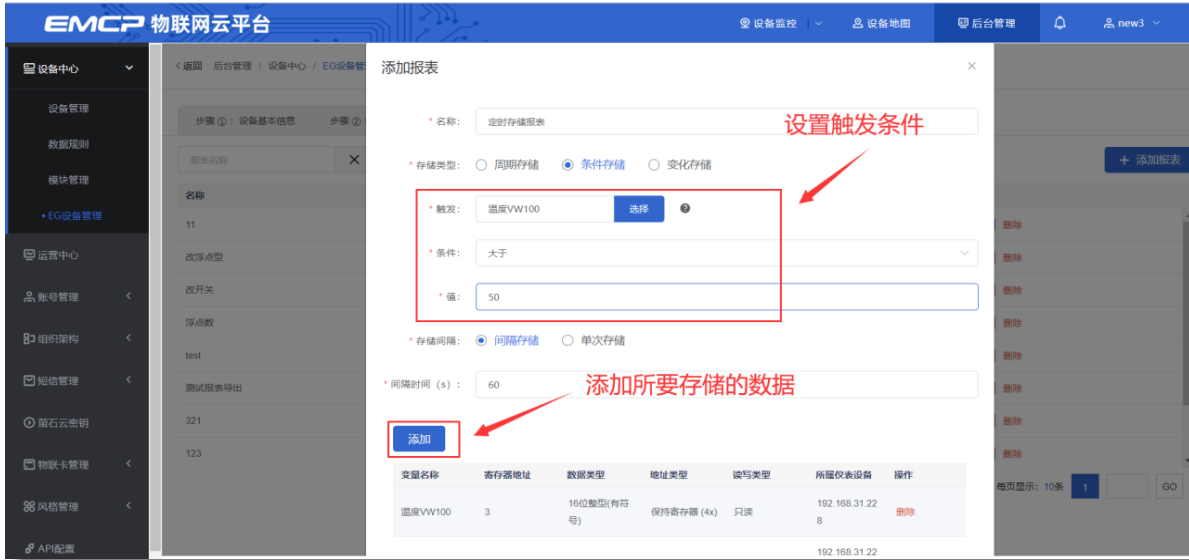 EMCP 物联网云平台
设备监控
设备地图
后台管理
new3
设备中心
设备管理
数据规则
模块管理
•EG设备管理
运营中心
账号管理
组织架构
短信管理
萤石云密钥
物联卡管理
风格管理
API配置
<返回 后台管理 / 设备中心 / EG设备管
步骤①：设备基本信息
步骤②：
报表名称
+ 添加报表
名称
11
改浮点型
改开关
浮点数
test
测试报表导出
321
123
删除
删除
删除
删除
删除
删除
删除
删除
每页显示: 10条 1 GO
添加报表
* 名称: 定时存储报表
设置触发条件
* 存储类型: 周期存储 条件存储 变化存储
* 触发: 温度VW100 选择
* 条件: 大于
* 值: 50
* 存储间隔: 间隔存储 单次存储
* 间隔时间（s）: 60
添加所要存储的数据
添加
变量名称 寄存器地址 数据类型 地址类型 读写类型 所属仪表设备 操作
温度VW100 3 16位整型(有符号) 保持寄存器 (4x) 只读 192.168.31.228 删除
192.168.31.22